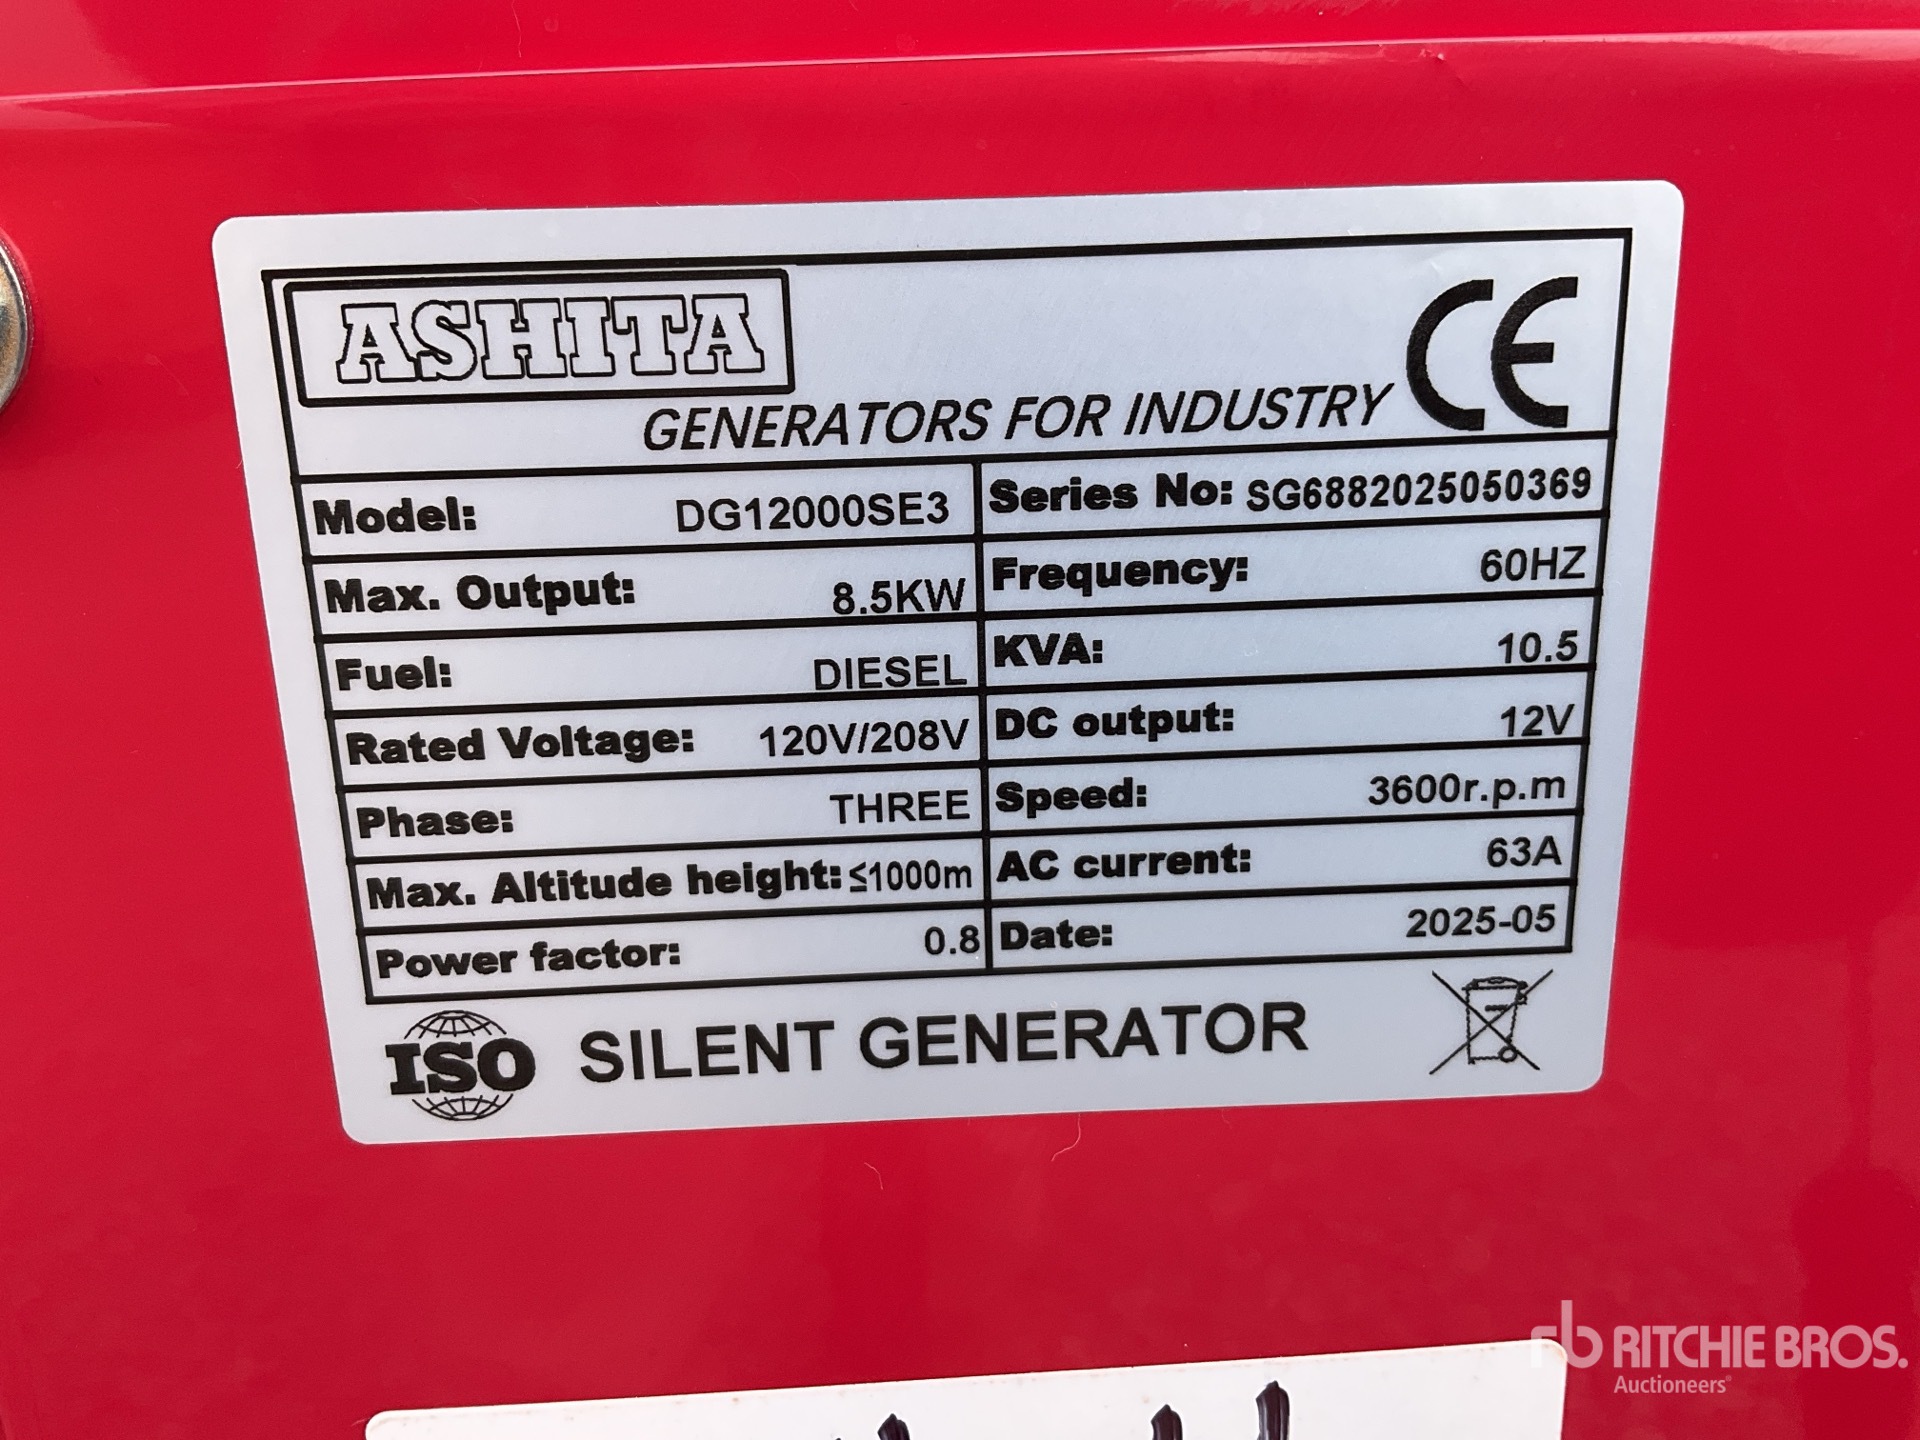 ASHITA
CE
GENERATORS FOR INDUSTRY
Model: DG12000SE3
Series No: SG6882025050369
Max. Output: 8.5KW
Frequency: 60HZ
Fuel: DIESEL
KVA: 10.5
Rated Voltage: 120V/208V
DC output: 12V
Phase: THREE
Speed: 3600r.p.m
Max. Altitude height: ≤1000m
AC current: 63A
Power factor: 0.8
Date: 2025-05
ISO SILENT GENERATOR
rb RITCHIE BROS.
Auctioneers